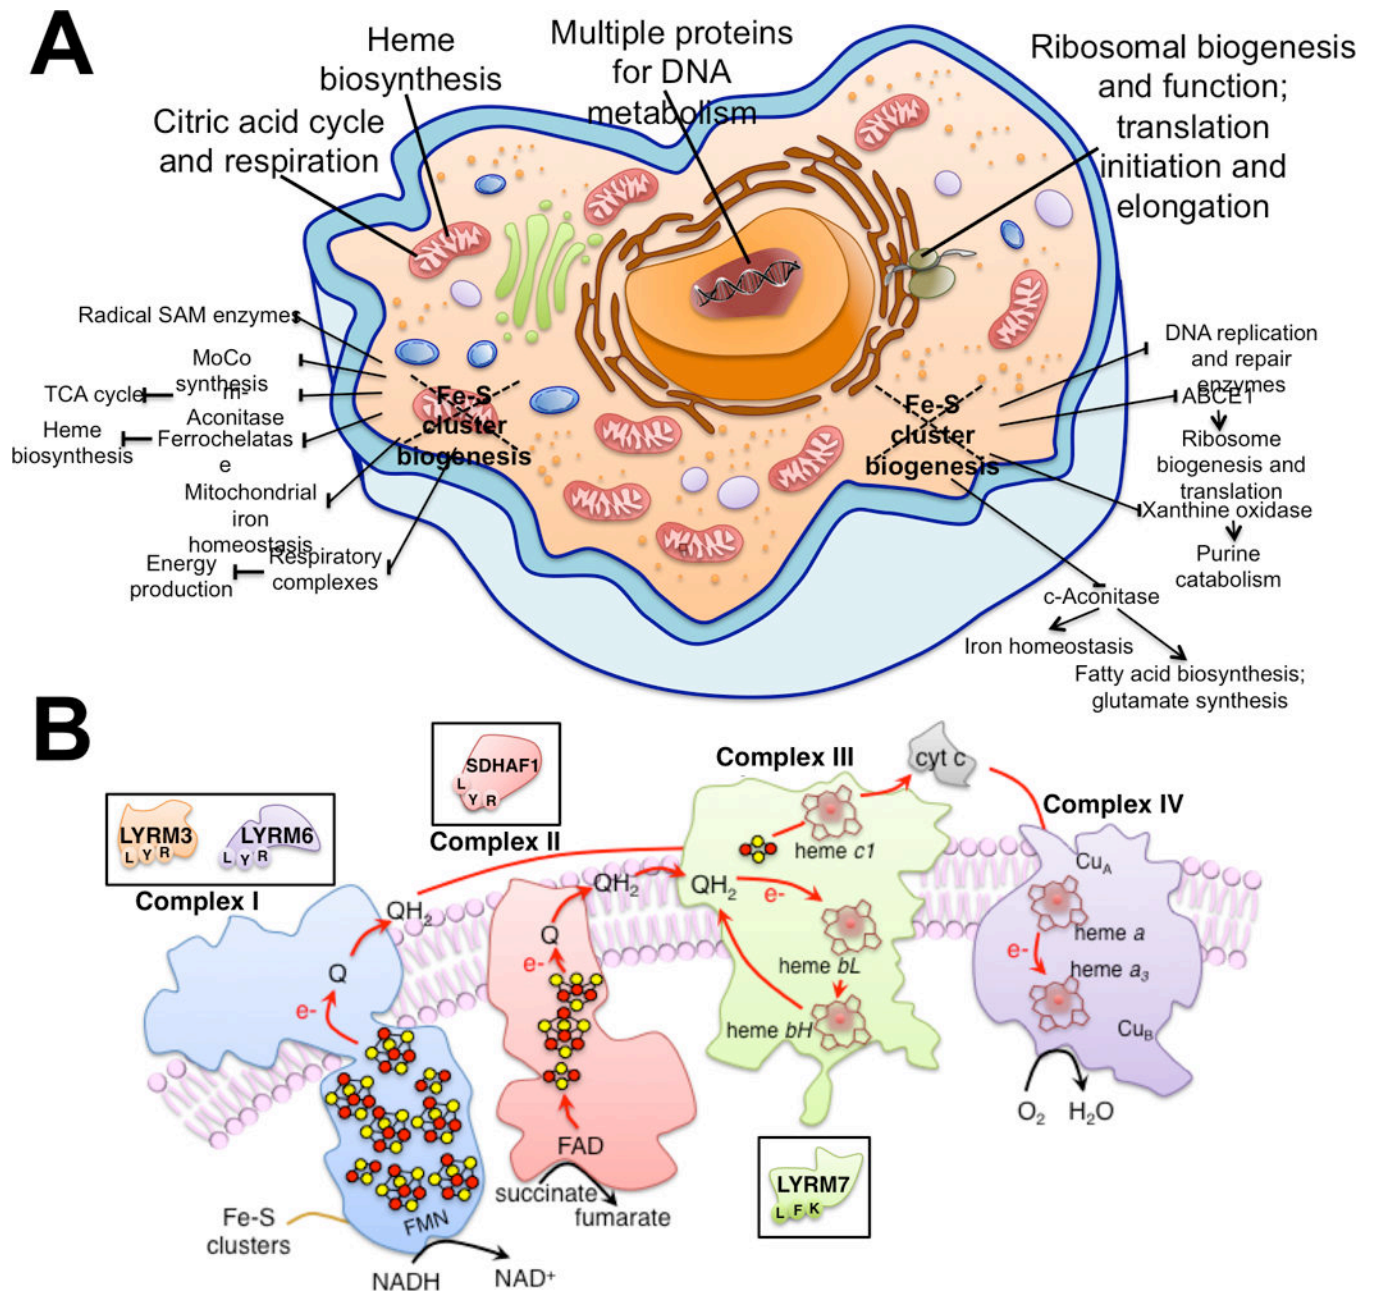 A
Heme
biosynthesis
Multiple proteins
for DNA
metabolism
Ribosomal biogenesis
and function;
translation
initiation and
elongation
Citric acid cycle
and respiration
Radical SAM enzymes
MoCo
synthesis
TCA cycle
m-
Aconitase
Heme
biosynthesis
Ferrochelatas
e
Mitochondrial
iron
homeostasis
Energy
production
Respiratory
complexes
Fe-S
cluster
biogenesis
Fe-S
cluster
biogenesis
DNA replication
and repair
enzymes
ABCE1
Ribosome
biogenesis and
translation
Xanthine oxidase
Purine
catabolism
c-Aconitase
Iron homeostasis
Fatty acid biosynthesis;
glutamate synthesis
B
LYRM3
L Y R
LYRM6
L Y R
Complex I
SDHAF1
L Y R
Complex II
Complex III
cyt c
Complex IV
QH₂
Q
e-
FMN
Fe-S
clusters
NADH
NAD⁺
QH₂
Q
e-
FAD
succinate
fumarate
heme c1
QH₂
e-
heme bL
heme bH
LYRM7
L F K
Cu_A
heme a
e-
heme a₃
Cu_B
O₂
H₂O